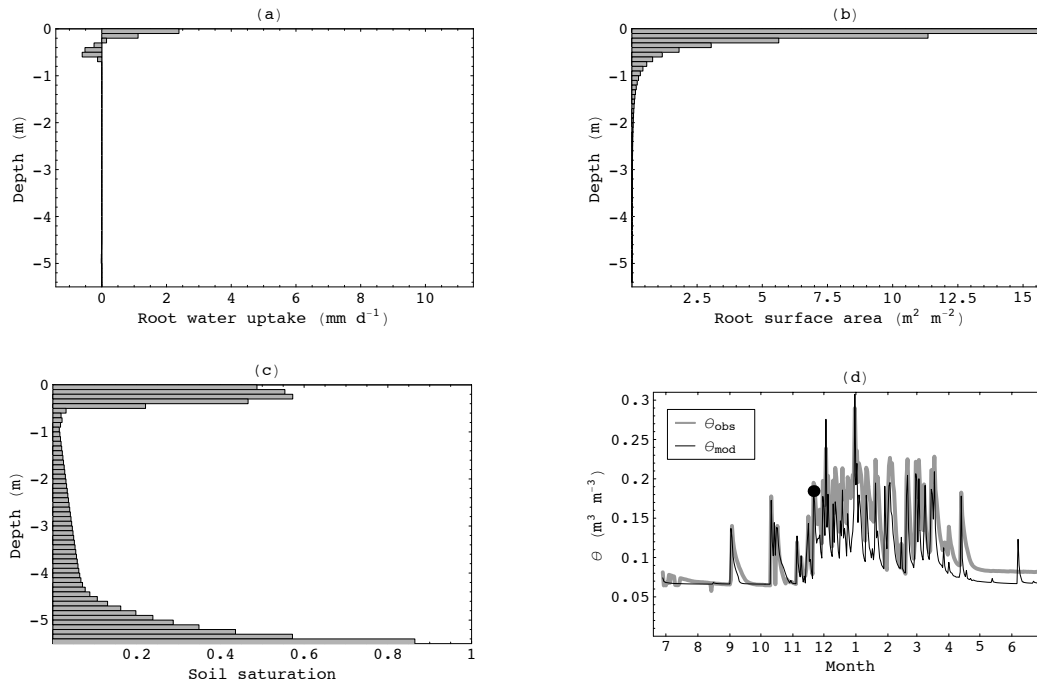 (a)
0
−1
−2
−3
−4
−5
Depth (m)
0 2 4 6 8 10
Root water uptake (mm d⁻¹)
(b)
0
−1
−2
−3
−4
−5
Depth (m)
2.5 5 7.5 10 12.5 15
Root surface area (m² m⁻²)
(c)
0
−1
−2
−3
−4
−5
Depth (m)
0.2 0.4 0.6 0.8 1
Soil saturation
(d)
0.3
0.25
0.2
0.15
0.1
0.05
θ (m³ m⁻³)
θobs
θmod
7 8 9 10 11 12 1 2 3 4 5 6
Month